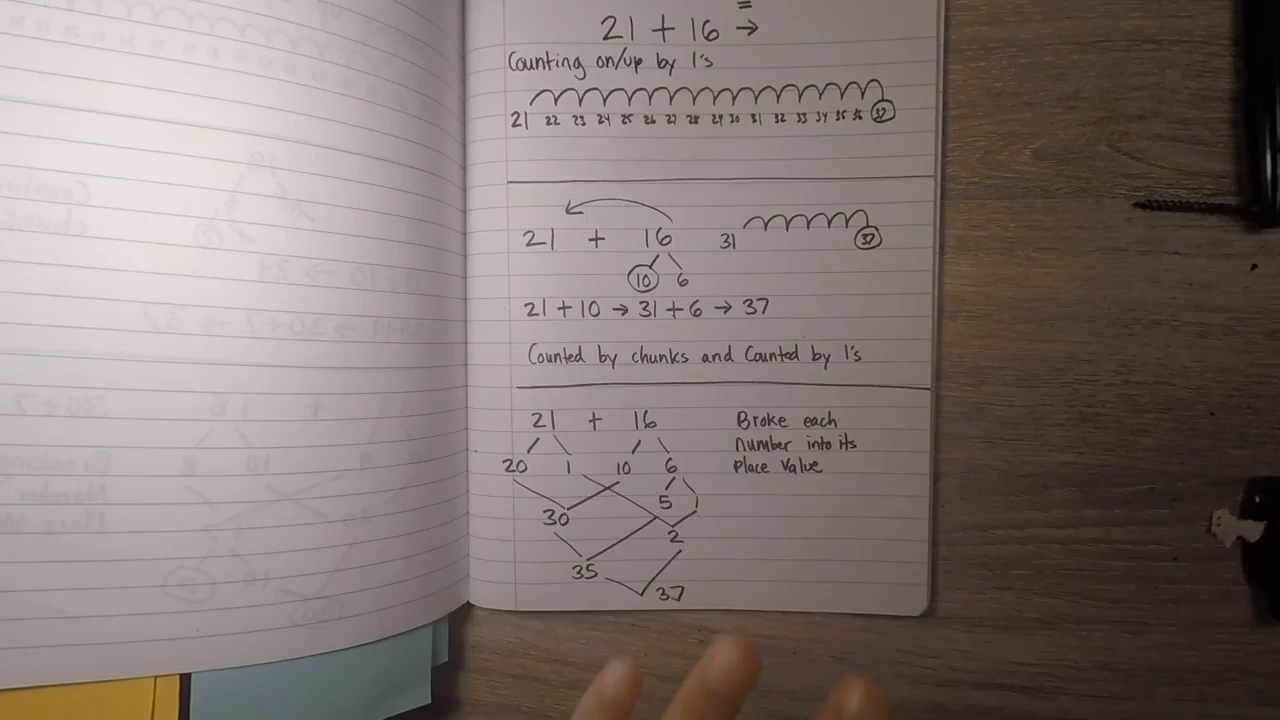 =
21 + 16 →
Counting on/up by 1's
21 22 23 24 25 26 27 28 29 30 31 32 33 34 35 36 37
21 + 16 31 37
10 6
21 + 10 → 31 + 6 → 37
Counted by chunks and Counted by 1's
21 + 16 Broke each
number into its
20 1 10 6 Place Value
5 1
30
2
35
37